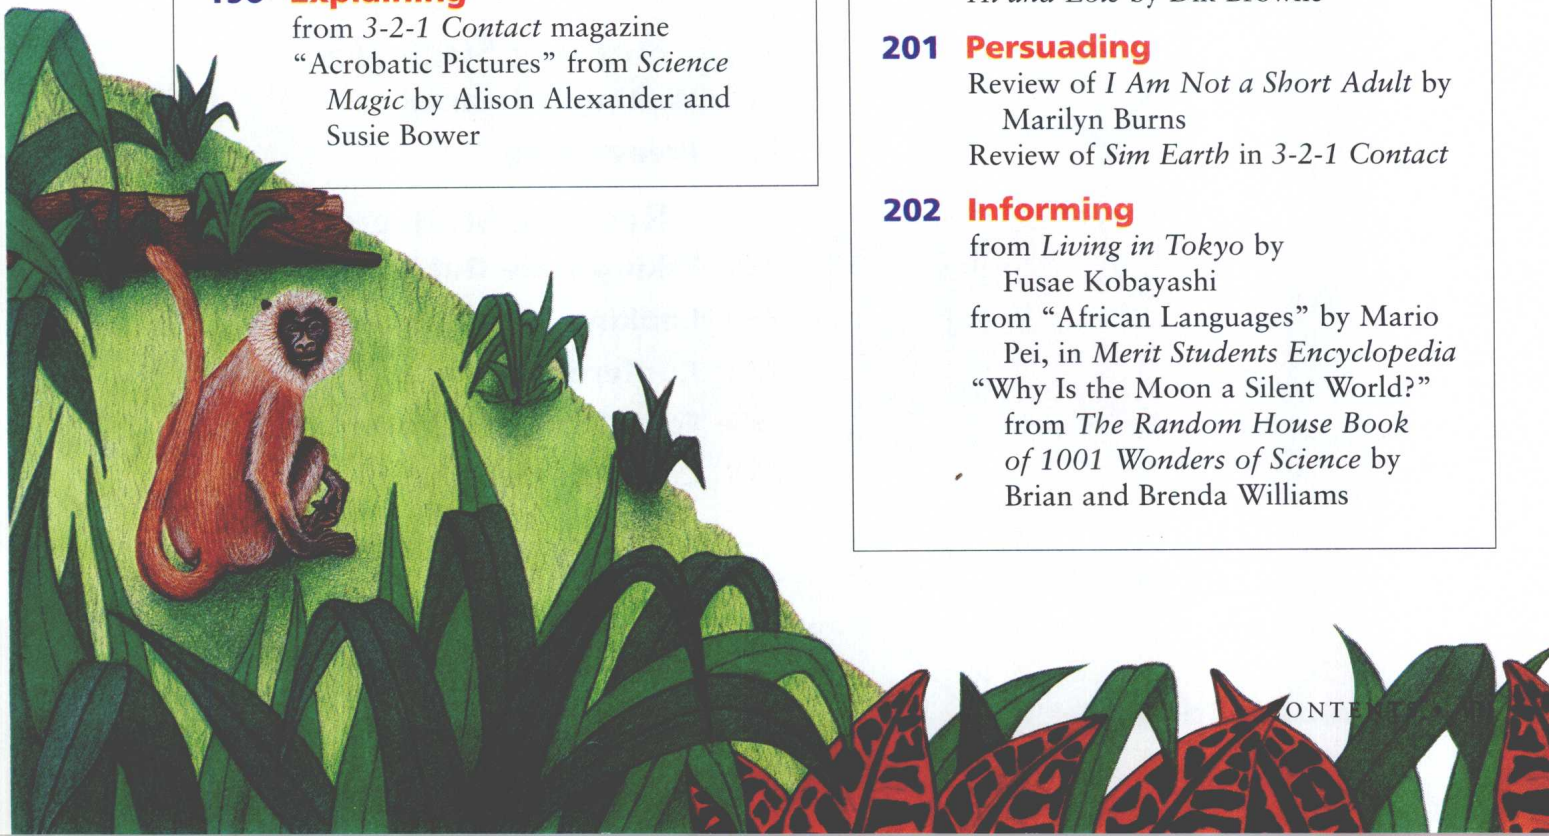 Explaining
from 3-2-1 Contact magazine
“Acrobatic Pictures” from Science
Magic by Alison Alexander and
Susie Bower
201 Persuading
Review of I Am Not a Short Adult by
Marilyn Burns
Review of Sim Earth in 3-2-1 Contact
202 Informing
from Living in Tokyo by
Fusae Kobayashi
from “African Languages” by Mario
Pei, in Merit Students Encyclopedia
“Why Is the Moon a Silent World?”
from The Random House Book
of 1001 Wonders of Science by
Brian and Brenda Williams
CONTENTS